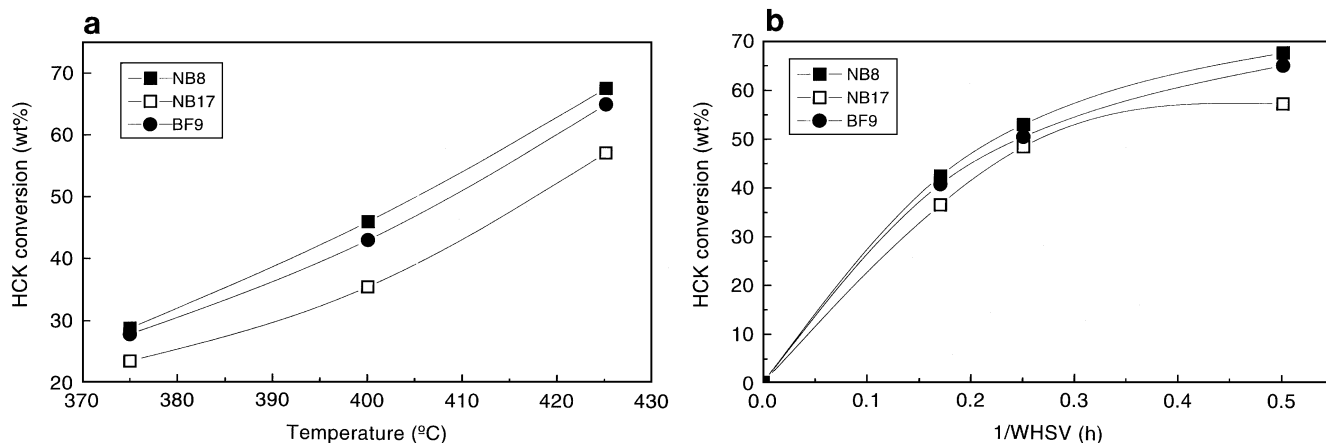 a
HCK conversion (wt%)
70
60
50
40
30
20
NB8
NB17
BF9
370
380
390
400
410
420
430
Temperature (ºC)
b
HCK conversion (wt%)
70
60
50
40
30
20
10
0
NB8
NB17
BF9
0.0
0.1
0.2
0.3
0.4
0.5
1/WHSV (h)